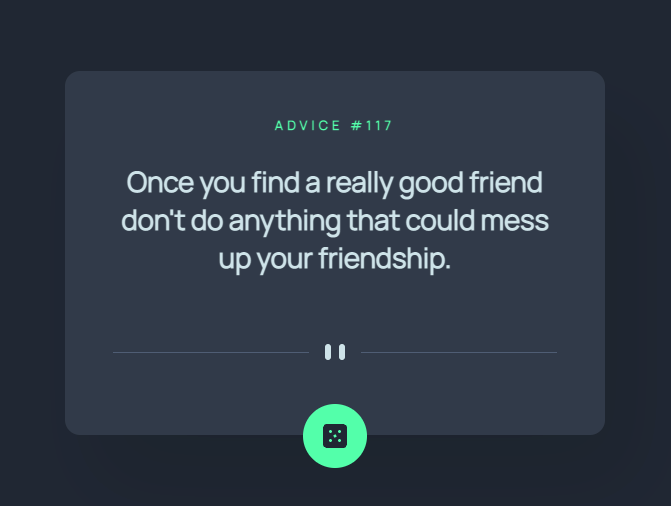 ADVICE #117
Once you find a really good friend
don't do anything that could mess
up your friendship.